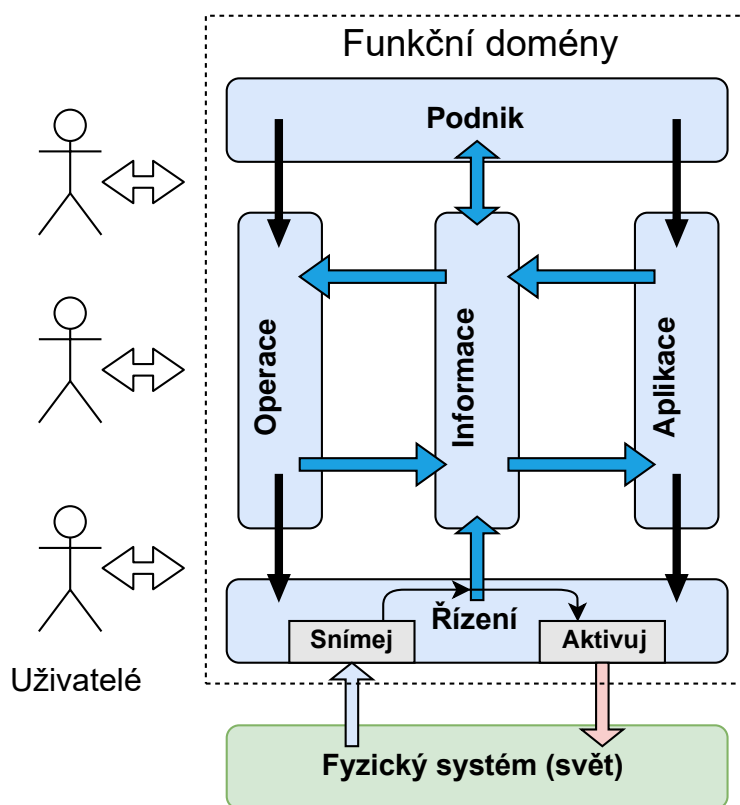 Funkční domény
Podnik
Operace
Informace
Aplikace
Řízení
Snímej
Aktivuj
Uživatelé
Fyzický systém (svět)